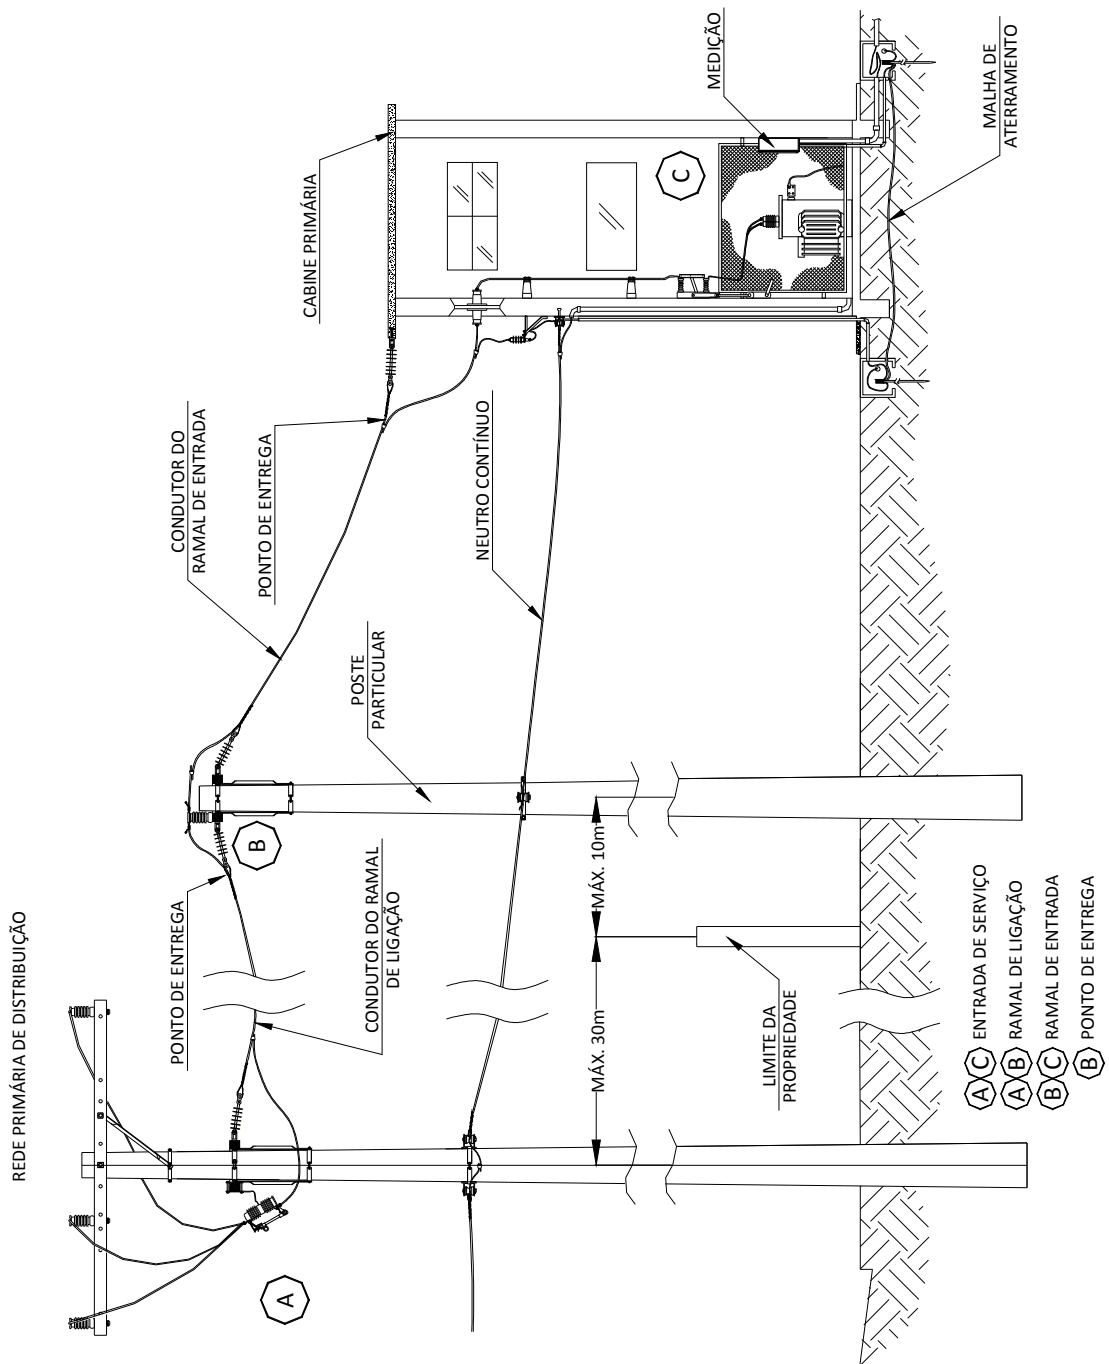 REDE PRIMÁRIA DE DISTRIBUIÇÃO
A
PONTO DE ENTREGA
CONDUTOR DO RAMAL
DE LIGAÇÃO
B
POSTE
PARTICULAR
CONDUTOR DO
RAMAL DE ENTRADA
PONTO DE ENTREGA
NEUTRO CONTÍNUO
CABINE PRIMÁRIA
C
MEDIÇÃO
MALHA DE
ATERRAMENTO
MÁX. 30m
MÁX. 10m
LIMITE DA
PROPRIEDADE
A C ENTRADA DE SERVIÇO
A B RAMAL DE LIGAÇÃO
B C RAMAL DE ENTRADA
B PONTO DE ENTREGA